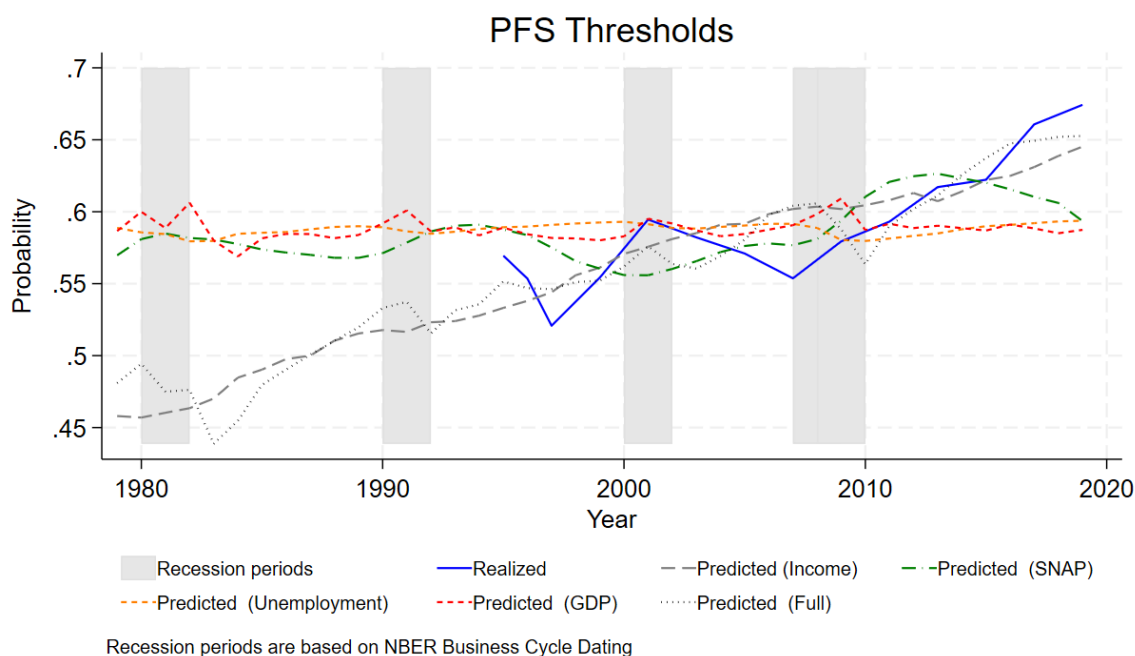 PFS Thresholds
Probability
.7
.65
.6
.55
.5
.45
1980 1990 2000 2010 2020
Year
Recession periods Realized Predicted (Income) Predicted (SNAP)
Predicted (Unemployment) Predicted (GDP) Predicted (Full)
Recession periods are based on NBER Business Cycle Dating